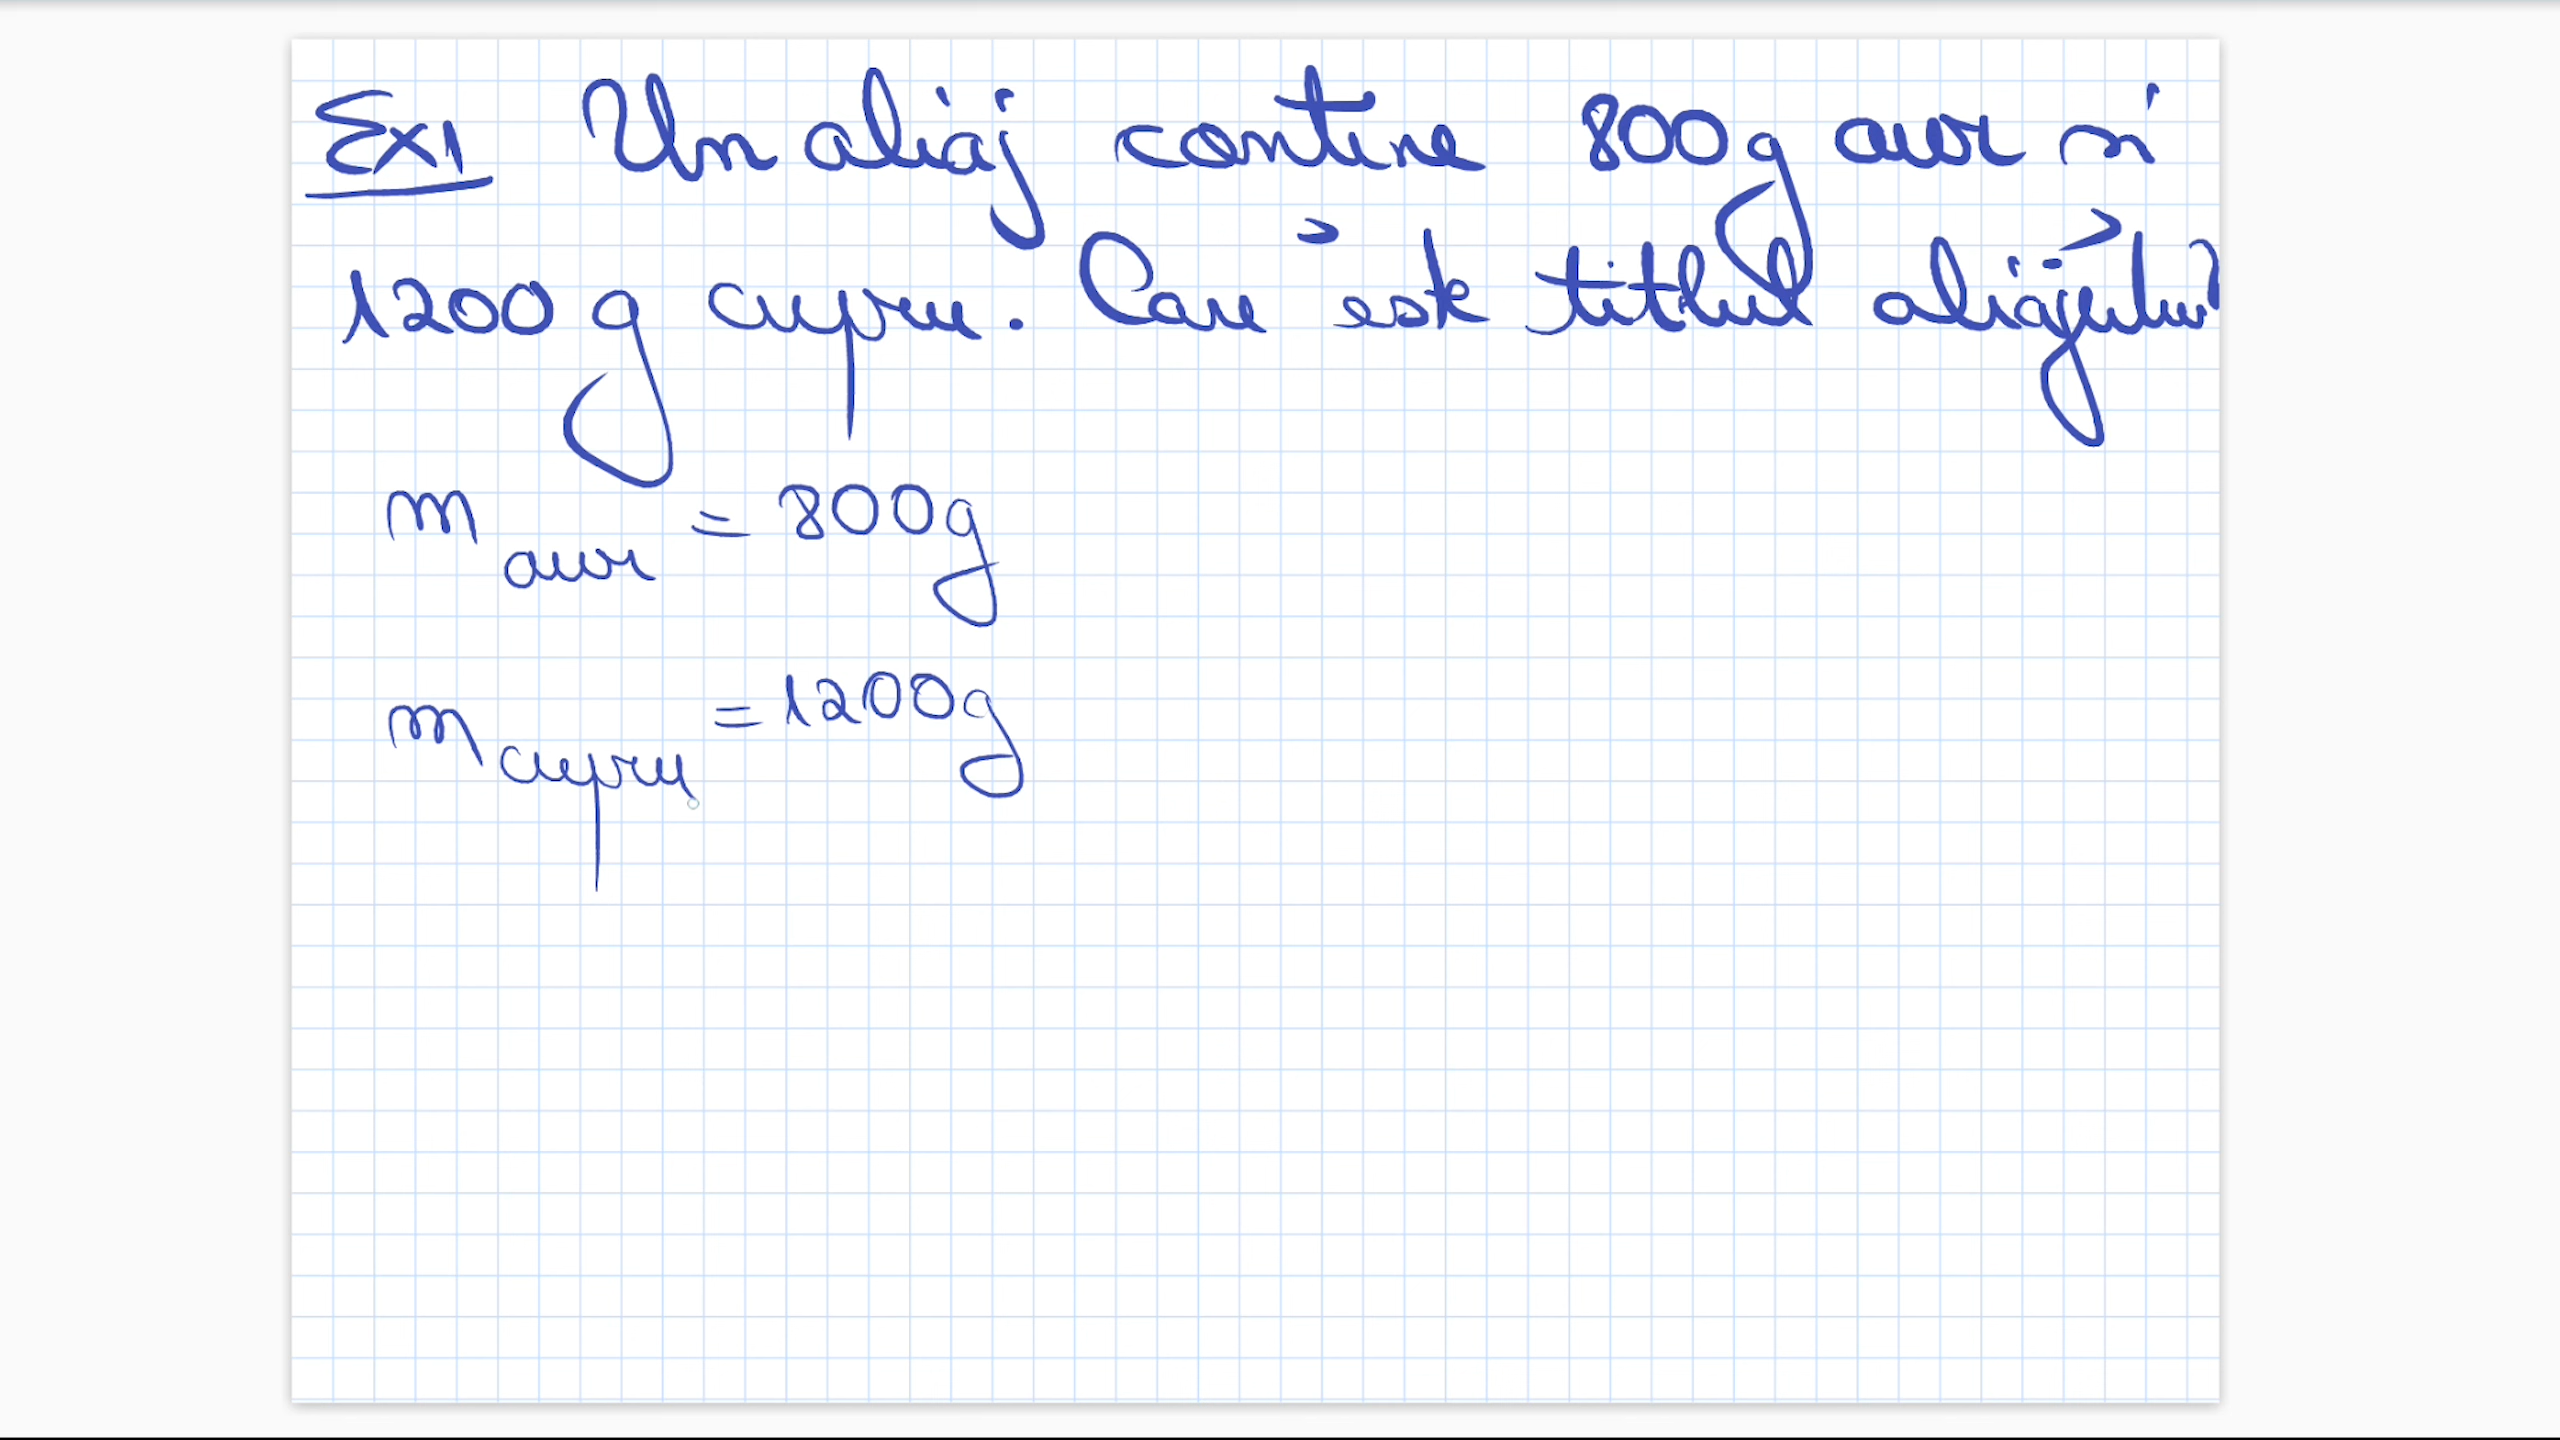 Ex1 Un aliaj conține 800g aur și
1200 g cupru. Care este titlul aliajului?
m aur = 800g
m cupru = 1200g